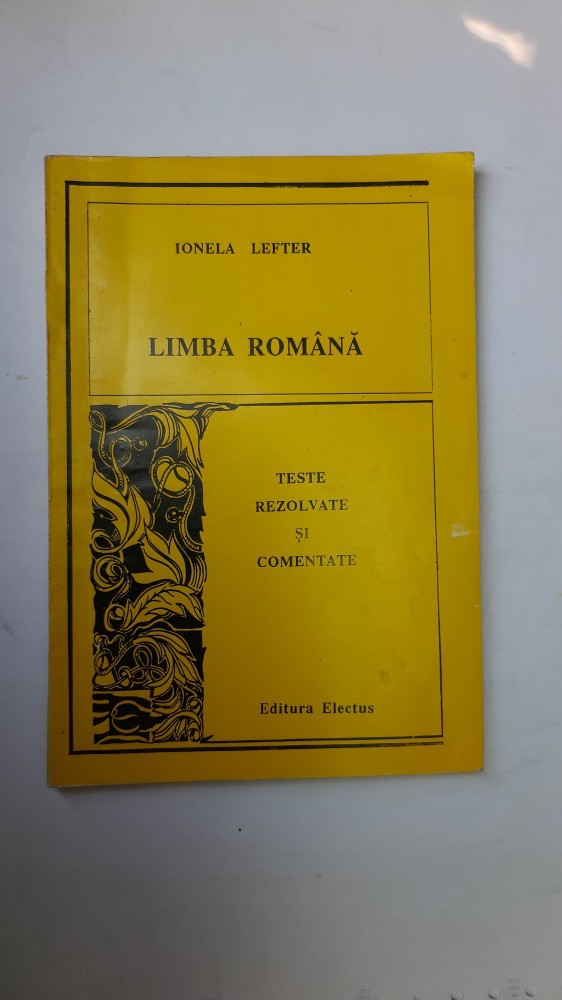 IONELA LEFTER
LIMBA ROMÂNĂ
TESTE
REZOLVATE
ȘI
COMENTATE
Editura Electus